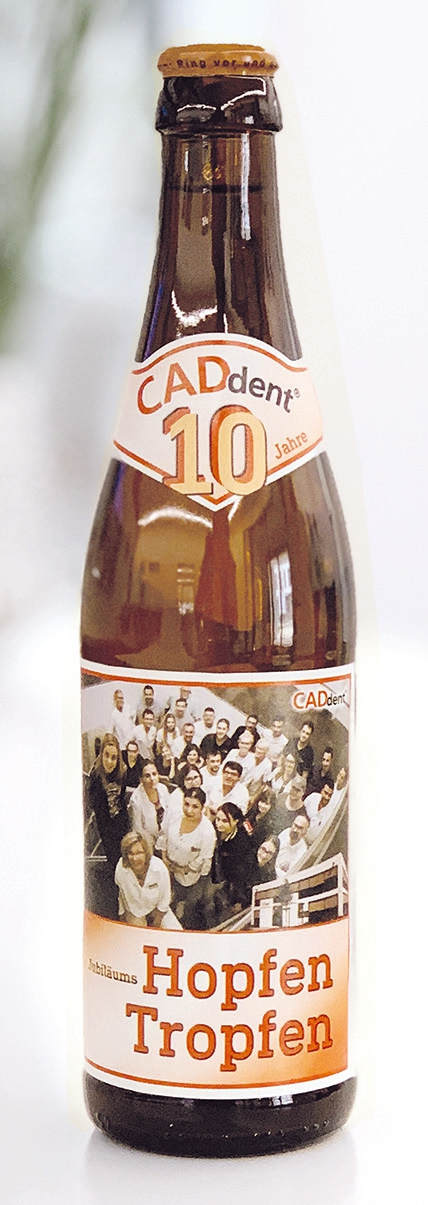 Ring vor und
CADdent®
10
Jahre
CADdent
Jubiläums Hopfen
Tropfen